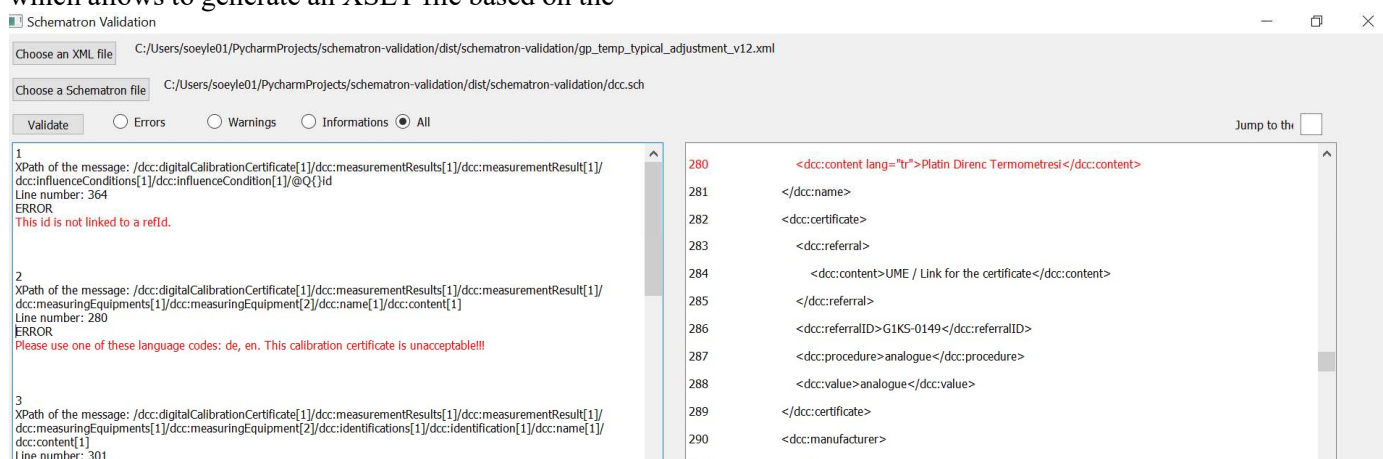 which allows to generate an XSLT file based on the
Schematron Validation
Choose an XML file C:/Users/soeyle01/PycharmProjects/schematron-validation/dist/schematron-validation/gp_temp_typical_adjustment_v12.xml
Choose a Schematron file C:/Users/soeyle01/PycharmProjects/schematron-validation/dist/schematron-validation/dcc.sch
Validate Errors Warnings Informations All Jump to the
1
XPath of the message: /dcc:digitalCalibrationCertificate[1]/dcc:measurementResults[1]/dcc:measurementResult[1]/
dcc:influenceConditions[1]/dcc:influenceCondition[1]/@Q{}id
Line number: 364
ERROR
This id is not linked to a refId.
2
XPath of the message: /dcc:digitalCalibrationCertificate[1]/dcc:measurementResults[1]/dcc:measurementResult[1]/
dcc:measuringEquipments[1]/dcc:measuringEquipment[2]/dcc:name[1]/dcc:content[1]
Line number: 280
ERROR
Please use one of these language codes: de, en. This calibration certificate is unacceptable!!!
3
XPath of the message: /dcc:digitalCalibrationCertificate[1]/dcc:measurementResults[1]/dcc:measurementResult[1]/
dcc:measuringEquipments[1]/dcc:measuringEquipment[2]/dcc:identifications[1]/dcc:identification[1]/dcc:name[1]/
dcc:content[1]
Line number: 301
280 <dcc:content lang="tr">Platin Direnc Termometresi</dcc:content>
281 </dcc:name>
282 <dcc:certificate>
283 <dcc:referral>
284 <dcc:content>UME / Link for the certificate</dcc:content>
285 </dcc:referral>
286 <dcc:referralID>G1KS-0149</dcc:referralID>
287 <dcc:procedure>analogue</dcc:procedure>
288 <dcc:value>analogue</dcc:value>
289 </dcc:certificate>
290 <dcc:manufacturer>